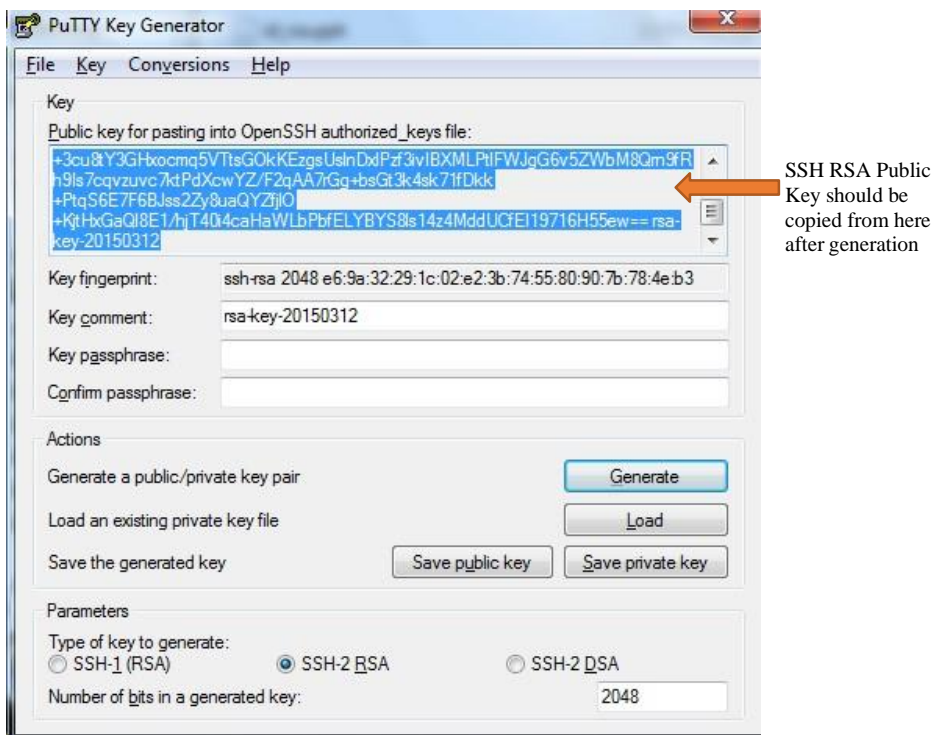 PuTTY Key Generator
File Key Conversions Help
Key
Public key for pasting into OpenSSH authorized_keys file:
+3cu8tY3GHxocmq5VTtsGOkKEzgsUslnDxlPzf3ivIBXMLPtlFWJgG6v5ZWbM8Qm9fR
h9ls7cqvzuvc7ktPdXcwYZ/F2qAA7rGg+bsGt3k4sk71fDkk
+PtqS6E7F6BJss2Zy8uaQYZfjlO
+KjtHxGaQI8E1/hjT40i4caHaWLbPbfELYBYS8ls14z4MddUCfEI19716H55ew== rsa-
key-20150312
SSH RSA Public
Key should be
copied from here
after generation
Key fingerprint: ssh-rsa 2048 e6:9a:32:29:1c:02:e2:3b:74:55:80:90:7b:78:4e:b3
Key comment: rsa-key-20150312
Key passphrase:
Confirm passphrase:
Actions
Generate a public/private key pair Generate
Load an existing private key file Load
Save the generated key Save public key Save private key
Parameters
Type of key to generate:
SSH-1 (RSA) SSH-2 RSA SSH-2 DSA
Number of bits in a generated key: 2048